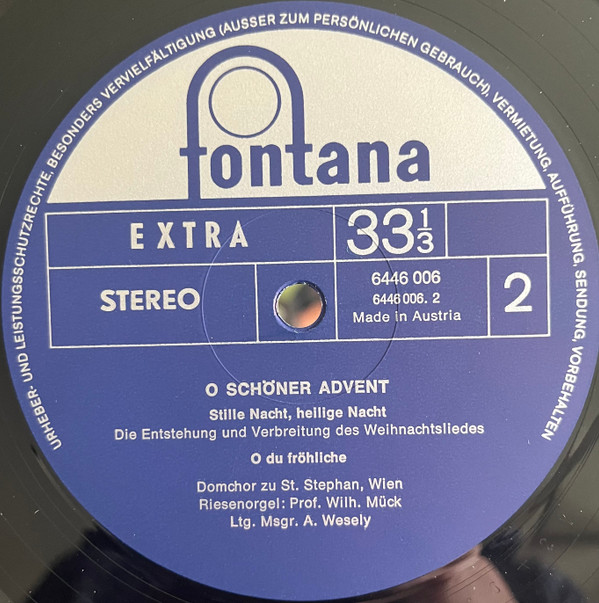 URHEBER- UND LEISTUNGSSCHUTZRECHTE, BESONDERS VERVIELFÄLTIGUNG (AUSSER ZUM PERSÖNLICHEN GEBRAUCH), VERMIETUNG, AUFFÜHRUNG, SENDUNG, VORBEHALTEN
fontana
EXTRA
33 1/3
STEREO
6446 006
6446 006. 2
Made in Austria
2
O SCHÖNER ADVENT
Stille Nacht, heilige Nacht
Die Entstehung und Verbreitung des Weihnachtsliedes
O du fröhliche
Domchor zu St. Stephan, Wien
Riesenorgel: Prof. Wilh. Mück
Ltg. Msgr. A. Wesely